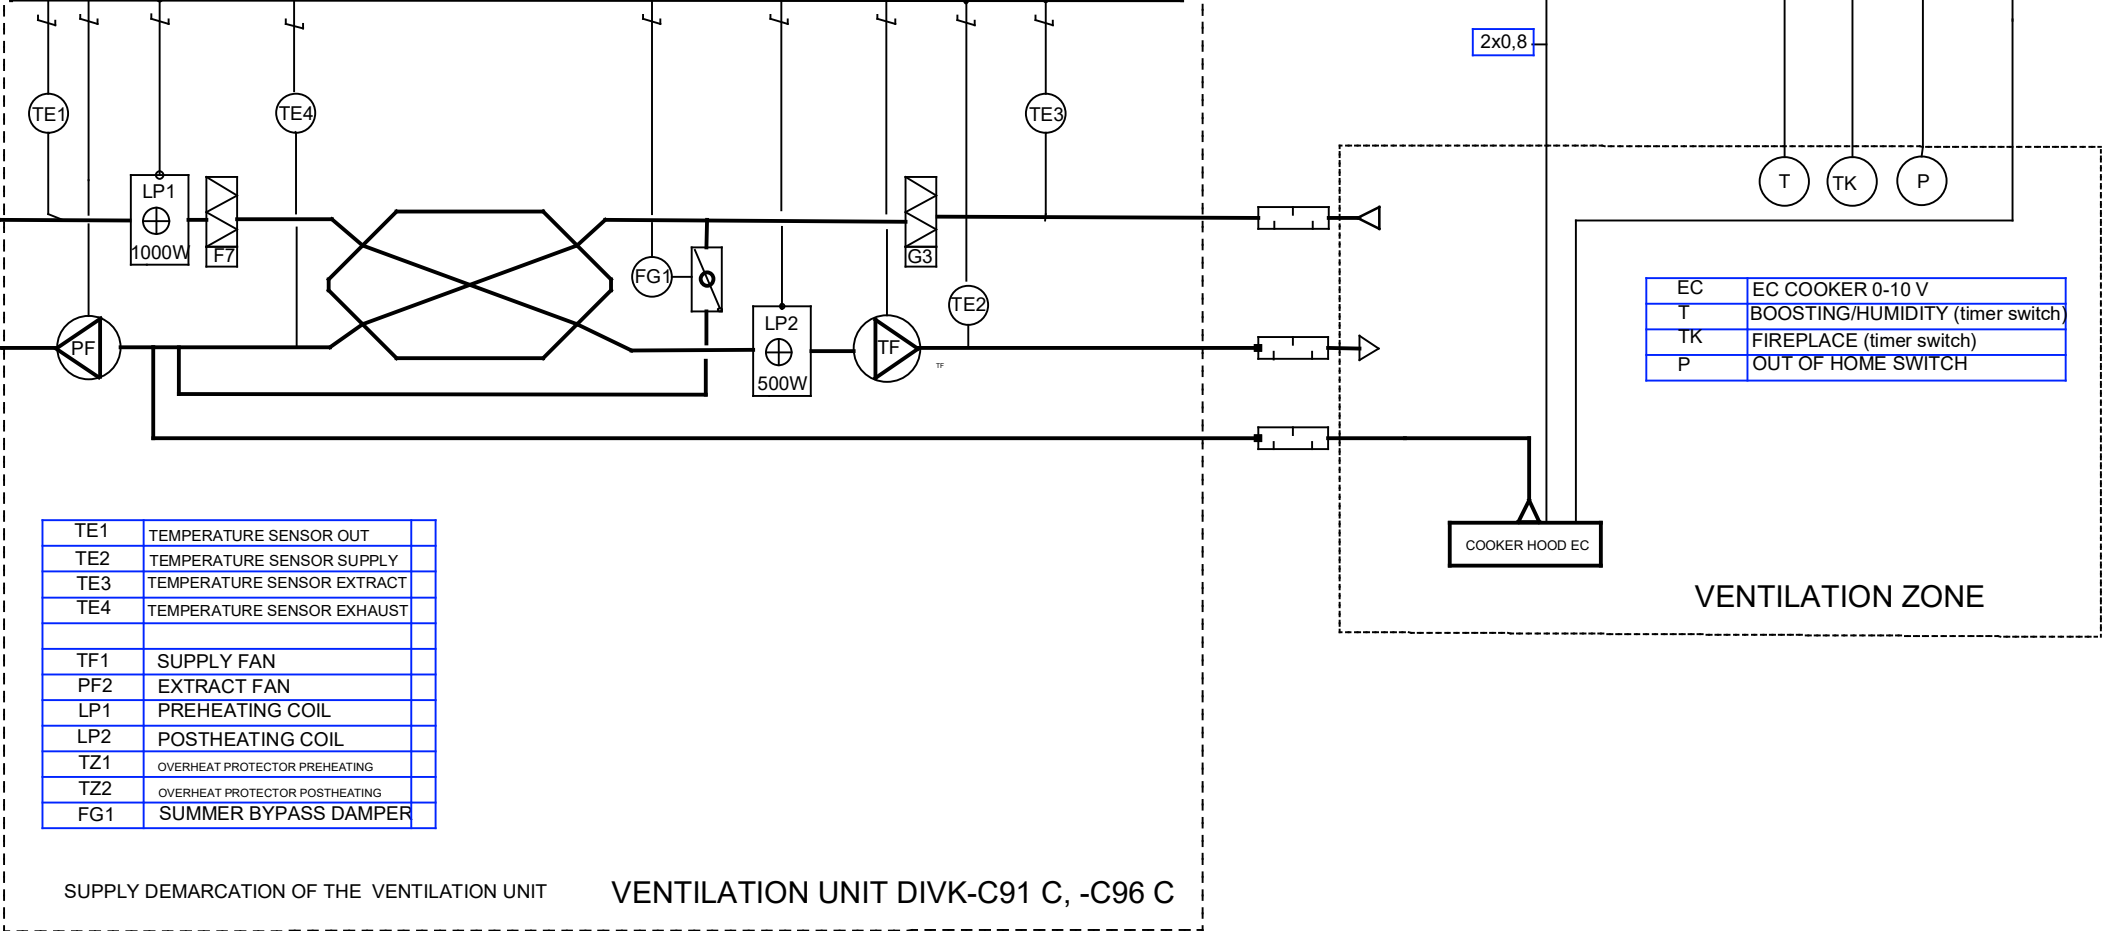 2x0,8
TE1
TE4
TE3
LP1
1000W
F7
T
TK
P
FG1
G3
TE2
PF
LP2
500W
TF
TF
EC EC COOKER 0-10 V
T BOOSTING/HUMIDITY (timer switch)
TK FIREPLACE (timer switch)
P OUT OF HOME SWITCH
COOKER HOOD EC
VENTILATION ZONE
TE1 TEMPERATURE SENSOR OUT
TE2 TEMPERATURE SENSOR SUPPLY
TE3 TEMPERATURE SENSOR EXTRACT
TE4 TEMPERATURE SENSOR EXHAUST
TF1 SUPPLY FAN
PF2 EXTRACT FAN
LP1 PREHEATING COIL
LP2 POSTHEATING COIL
TZ1 OVERHEAT PROTECTOR PREHEATING
TZ2 OVERHEAT PROTECTOR POSTHEATING
FG1 SUMMER BYPASS DAMPER
SUPPLY DEMARCATION OF THE VENTILATION UNIT
VENTILATION UNIT DIVK-C91 C, -C96 C